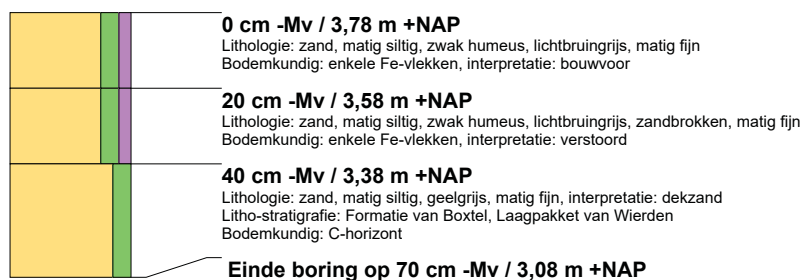 0 cm -Mv / 3,78 m +NAP
Lithologie: zand, matig siltig, zwak humeus, lichtbruingrijs, matig fijn
Bodemkundig: enkele Fe-vlekken, interpretatie: bouwvoor
20 cm -Mv / 3,58 m +NAP
Lithologie: zand, matig siltig, zwak humeus, lichtbruingrijs, zandbrokken, matig fijn
Bodemkundig: enkele Fe-vlekken, interpretatie: verstoord
40 cm -Mv / 3,38 m +NAP
Lithologie: zand, matig siltig, geelgrijs, matig fijn, interpretatie: dekzand
Litho-stratigrafie: Formatie van Boxtel, Laagpakket van Wierden
Bodemkundig: C-horizont
Einde boring op 70 cm -Mv / 3,08 m +NAP